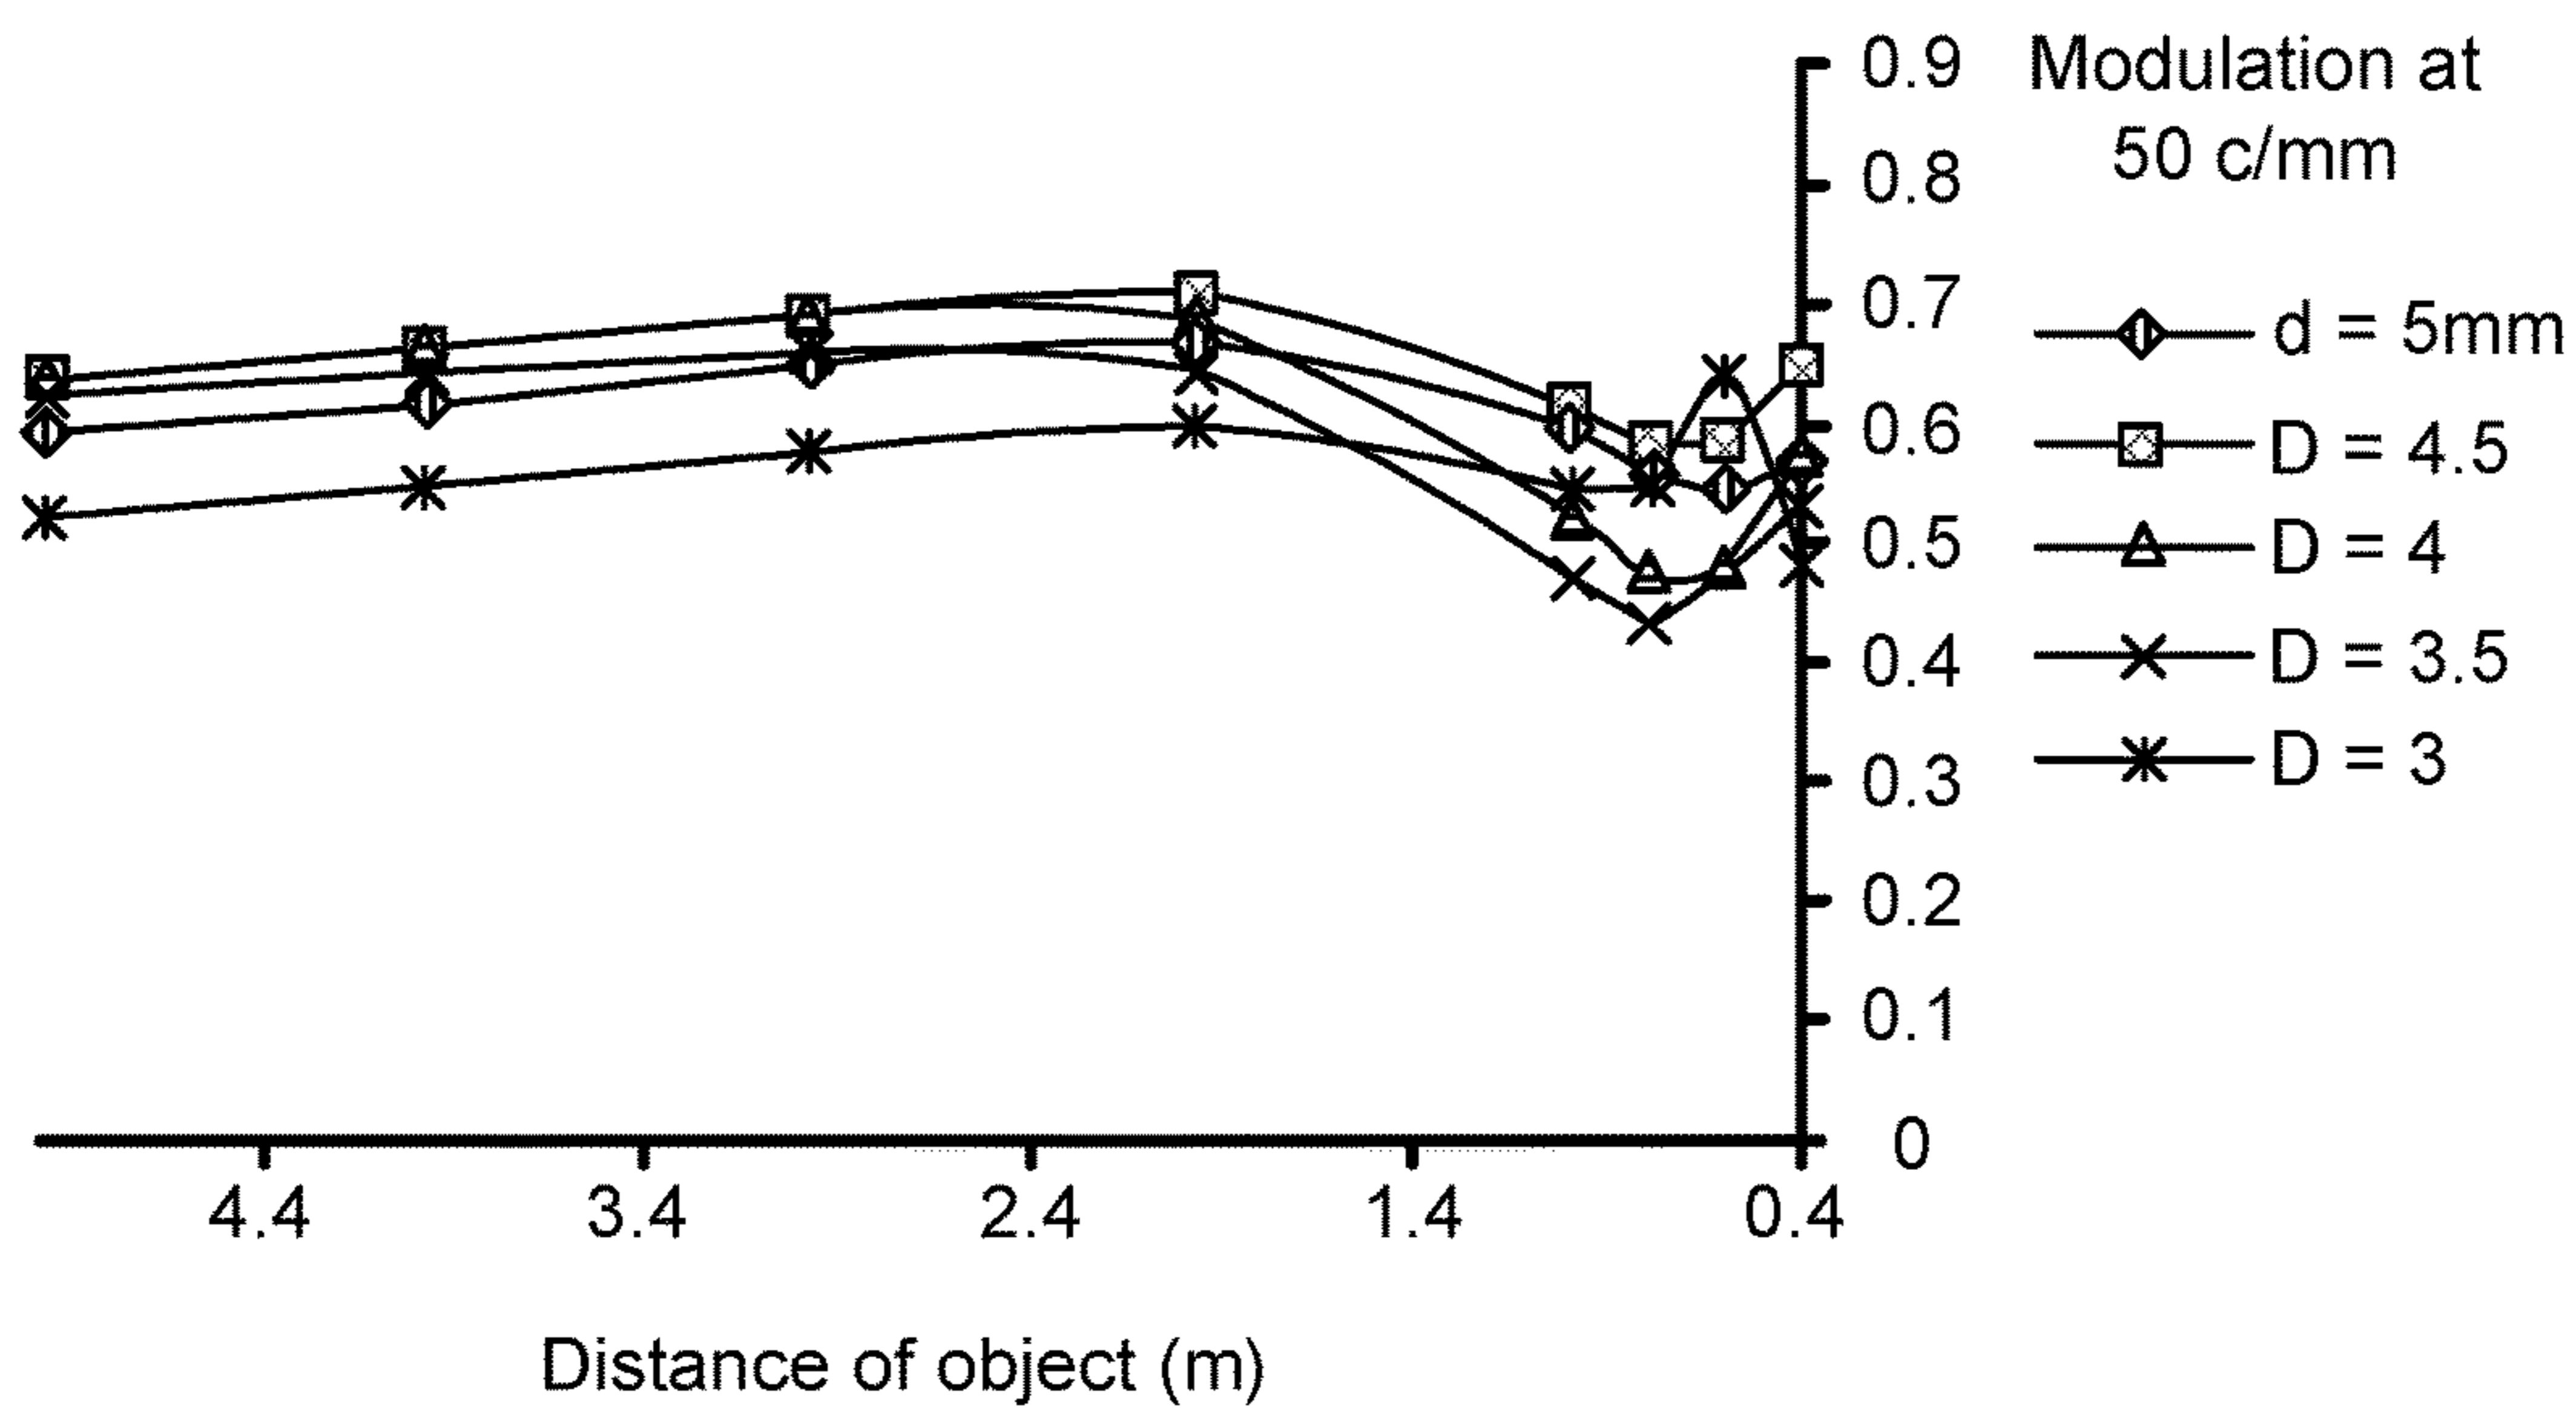 0.9
0.8
0.7
0.6
0.5
0.4
0.3
0.2
0.1
0
Modulation at
50 c/mm
d = 5mm
D = 4.5
D = 4
D = 3.5
D = 3
4.4
3.4
2.4
1.4
0.4
Distance of object (m)